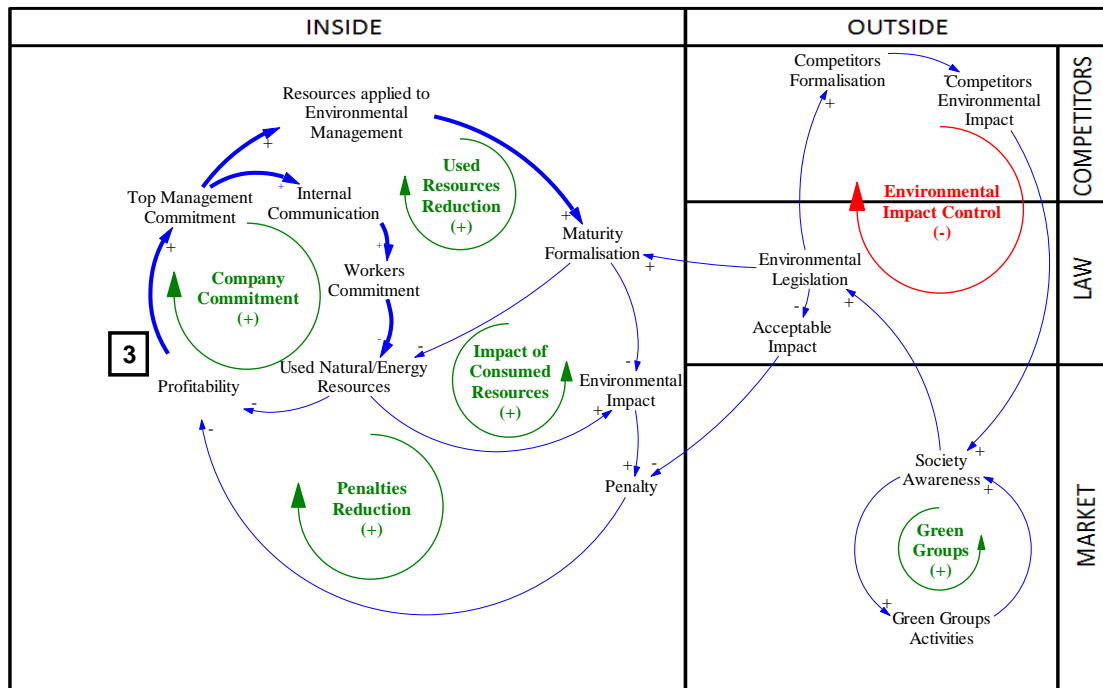 INSIDE
OUTSIDE
COMPETITORS
LAW
MARKET
Resources applied to
Environmental
Management
+
Top Management
Commitment
+
+
Internal
Communication
+
Workers
Commitment
-
Used Natural/Energy
Resources
-
Profitability
-
-
3
Used
Resources
Reduction
(+)
Company
Commitment
(+)
Impact of
Consumed
Resources
(+)
Penalties
Reduction
(+)
+
Maturity
Formalisation
+
-
Environmental
Impact
+
+
-
Penalty
Competitors
Formalisation
+
-
Competitors
Environmental
Impact
Environmental
Impact Control
(-)
Environmental
Legislation
+
-
Acceptable
Impact
+
Society
Awareness
+
Green
Groups
(+)
+
Green Groups
Activities